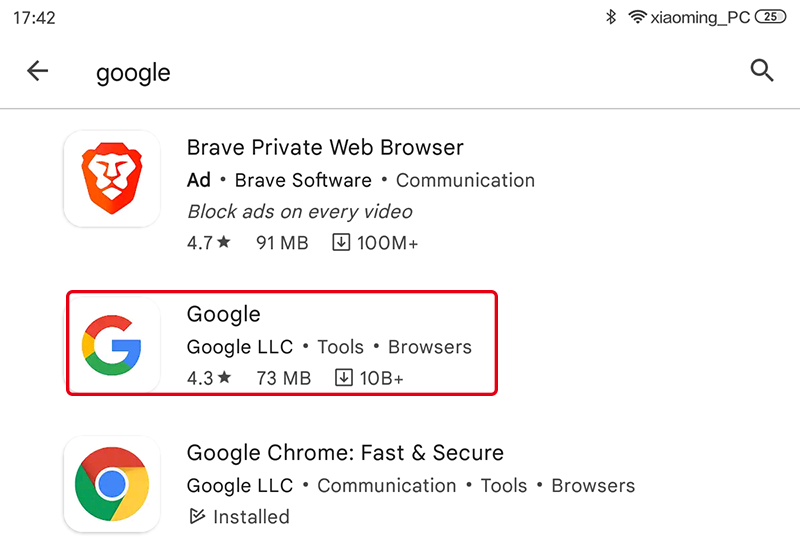 17:42 xiaoming_PC 25
google
Brave Private Web Browser
Ad • Brave Software • Communication
Block ads on every video
4.7★ 91 MB 100M+
Google
Google LLC • Tools • Browsers
4.3★ 73 MB 10B+
Google Chrome: Fast & Secure
Google LLC • Communication • Tools • Browsers
Installed